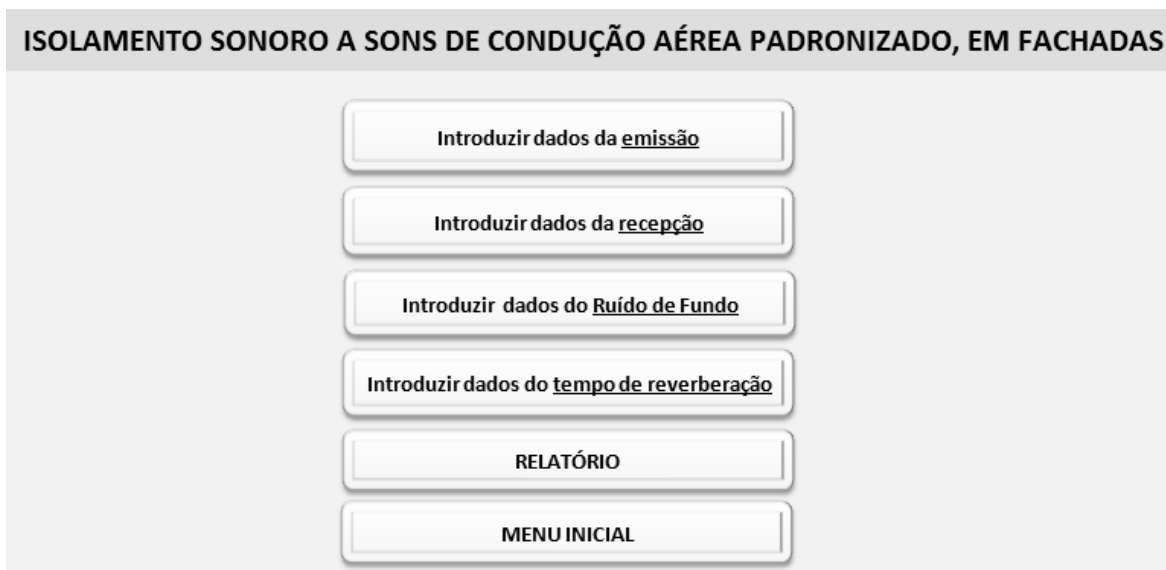 ISOLAMENTO SONORO A SONS DE CONDUÇÃO AÉREA PADRONIZADO, EM FACHADAS
Introduzir dados da emissão
Introduzir dados da recepção
Introduzir dados do Ruído de Fundo
Introduzir dados do tempo de reverberação
RELATÓRIO
MENU INICIAL